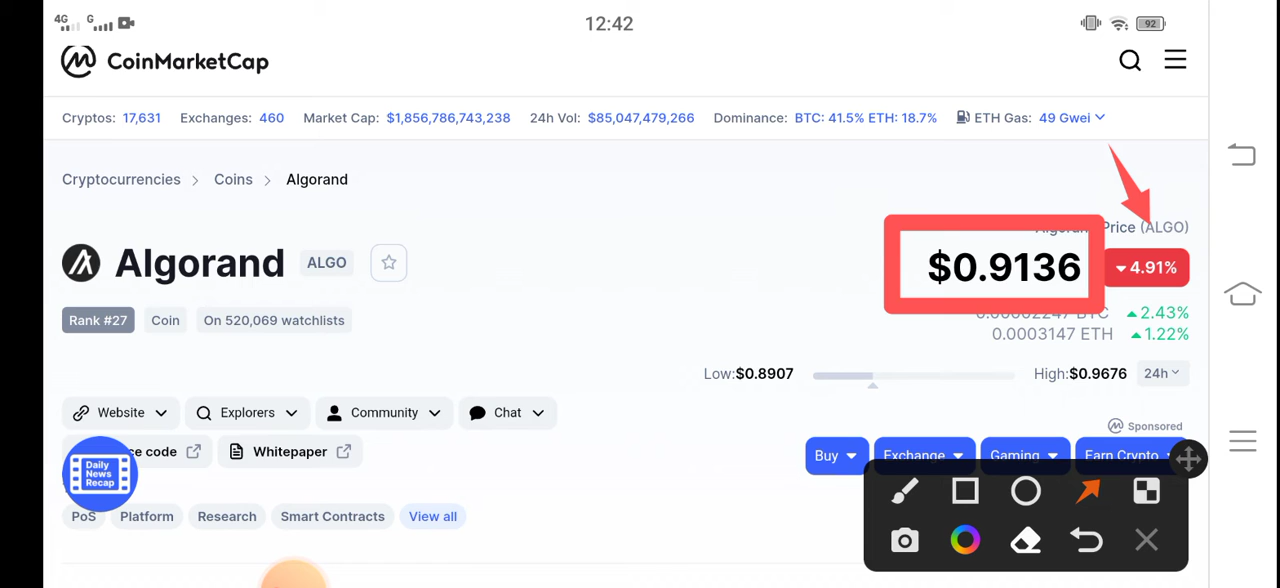 4G G 12:42 92
CoinMarketCap
Cryptos: 17,631 Exchanges: 460 Market Cap: $1,856,786,743,238 24h Vol: $85,047,479,266 Dominance: BTC: 41.5% ETH: 18.7% ETH Gas: 49 Gwei
Cryptocurrencies > Coins > Algorand
Price (ALGO)
Algorand ALGO $0.9136 4.91%
Rank #27 Coin On 520,069 watchlists
BTC 2.43%
0.0003147 ETH 1.22%
Low:$0.8907 High:$0.9676 24h
Website Explorers Community Chat
Sponsored
code Whitepaper
Buy Exchange Gaming Earn Crypto
Daily
News
Recap
PoS Platform Research Smart Contracts View all